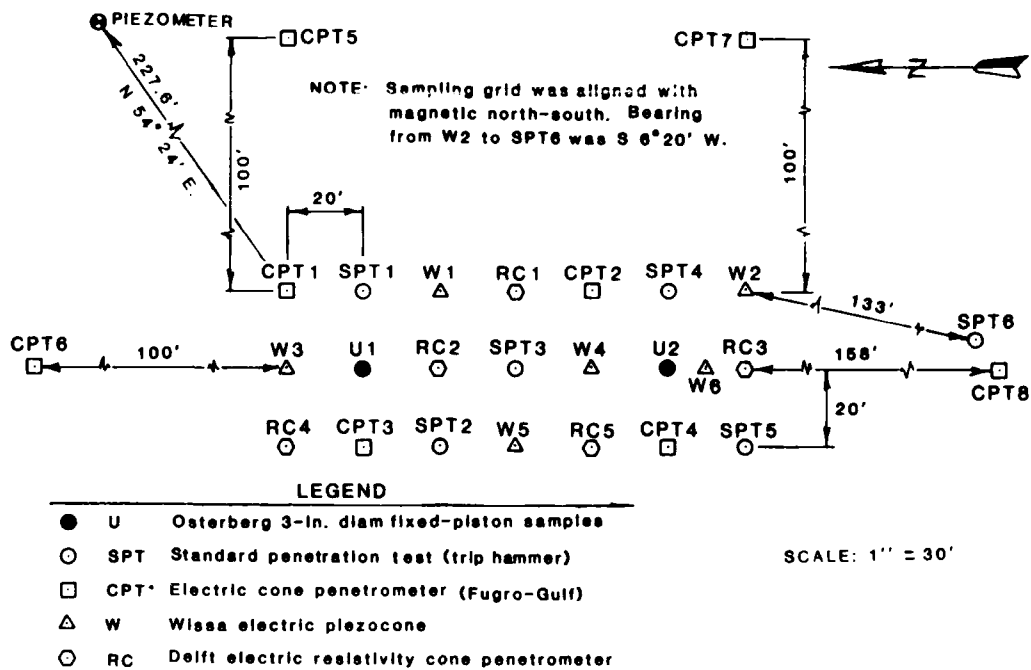 PIEZOMETER
CPT5
CPT7
N
227.6'
N 54° 24' E.
NOTE: Sampling grid was aligned with
magnetic north-south. Bearing
from W2 to SPT6 was S 6°20' W.
100'
100'
20'
CPT1 SPT1 W1 RC1 CPT2 SPT4 W2
133'
SPT6
CPT6
100'
W3 U1 RC2 SPT3 W4 U2 W6 RC3
158'
CPT8
20'
RC4 CPT3 SPT2 W5 RC5 CPT4 SPT5
LEGEND
U Osterberg 3-in. diam fixed-piston samples
SPT Standard penetration test (trip hammer)
SCALE: 1'' = 30'
CPT* Electric cone penetrometer (Fugro-Gulf)
W Wissa electric piezocone
RC Delft electric resistivity cone penetrometer